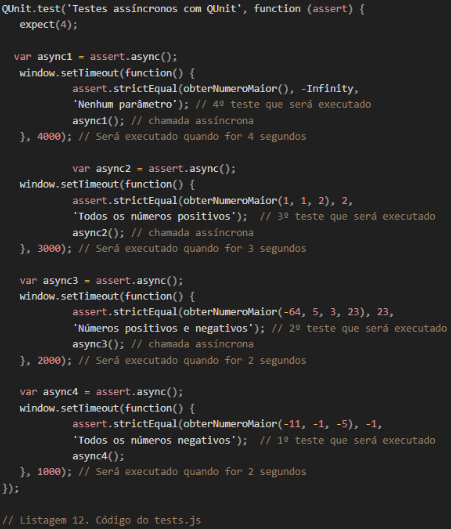 QUnit.test('Testes assíncronos com QUnit', function (assert) {
expect(4);
var async1 = assert.async();
window.setTimeout(function() {
assert.strictEqual(obterNumeroMaior(), -Infinity,
'Nenhum parâmetro'); // 4º teste que será executado
async1(); // chamada assíncrona
}, 4000); // Será executado quando for 4 segundos
var async2 = assert.async();
window.setTimeout(function() {
assert.strictEqual(obterNumeroMaior(1, 1, 2), 2,
'Todos os números positivos');  // 3º teste que será executado
async2(); // chamada assíncrona
}, 3000); // Será executado quando for 3 segundos
var async3 = assert.async();
window.setTimeout(function() {
assert.strictEqual(obterNumeroMaior(-64, 5, 3, 23), 23,
'Números positivos e negativos'); // 2º teste que será executado
async3(); // chamada assíncrona
}, 2000); // Será executado quando for 2 segundos
var async4 = assert.async();
window.setTimeout(function() {
assert.strictEqual(obterNumeroMaior(-11, -1, -5), -1,
'Todos os números negativos');  // 1º teste que será executado
async4();
}, 1000); // Será executado quando for 2 segundos
});
// Listagem 12. Código do tests.js